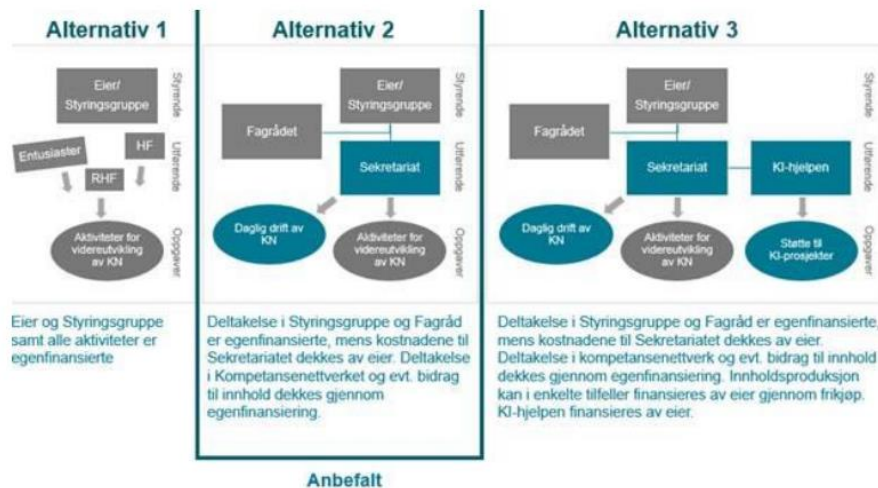 Alternativ 1
Eier/
Styringsgruppe
Styrende
Entusiaster
HF
RHF
Utførende
Aktiviteter for
videreutvikling
av KN
Oppgaver
Eier og Styringsgruppe
samt alle aktiviteter er
egenfinansierte
Alternativ 2
Eier/
Styringsgruppe
Styrende
Fagrådet
Sekretariat
Utførende
Daglig drift av
KN
Aktiviteter for
videreutvikling
av KN
Oppgaver
Deltakelse i Styringsgruppe og Fagråd
er egenfinansierte, mens kostnadene til
Sekretariatet dekkes av eier. Deltakelse
i Kompetansenettverket og evt. bidrag
til innhold dekkes gjennom
egenfinansiering.
Anbefalt
Alternativ 3
Eier/
Styringsgruppe
Styrende
Fagrådet
Sekretariat
KI-hjelpen
Utførende
Daglig drift av
KN
Aktiviteter for
videreutvikling
av KN
Støtte til
KI-prosjekter
Oppgaver
Deltakelse i Styringsgruppe og Fagråd er egenfinansierte,
mens kostnadene til Sekretariatet dekkes av eier.
Deltakelse i kompetansenettverk og evt. bidrag til innhold
dekkes gjennom egenfinansiering. Innholdsproduksjon
kan i enkelte tilfeller finansieres av eier gjennom frikjøp.
KI-hjelpen finansieres av eier.